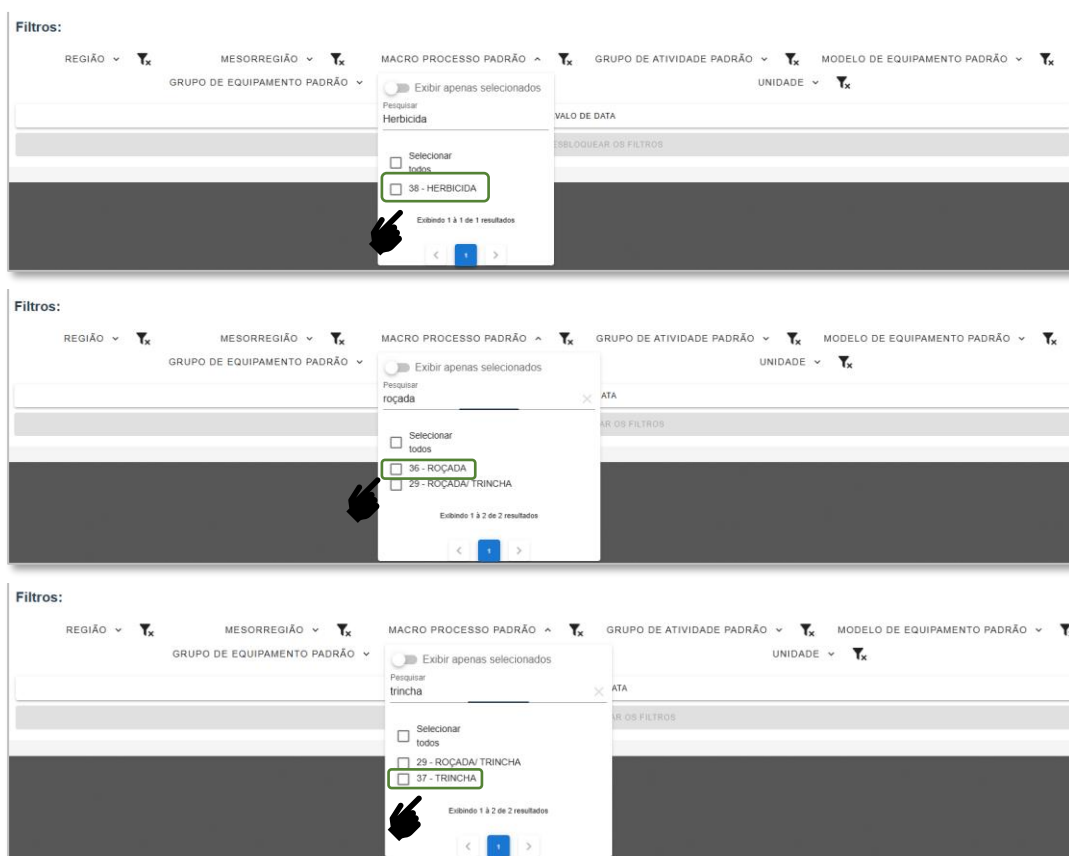 Filtros:
REGIÃO MESORREGIÃO MACRO PROCESSO PADRÃO GRUPO DE ATIVIDADE PADRÃO MODELO DE EQUIPAMENTO PADRÃO
GRUPO DE EQUIPAMENTO PADRÃO UNIDADE
Exibir apenas selecionados
Pesquisar
Herbicida
VALO DE DATA
ESBLOQUEAR OS FILTROS
Selecionar
todos
38 - HERBICIDA
Exibindo 1 à 1 de 1 resultados
< 1 >
Filtros:
REGIÃO MESORREGIÃO MACRO PROCESSO PADRÃO GRUPO DE ATIVIDADE PADRÃO MODELO DE EQUIPAMENTO PADRÃO
GRUPO DE EQUIPAMENTO PADRÃO UNIDADE
Exibir apenas selecionados
Pesquisar
roçada
ATA
AR OS FILTROS
Selecionar
todos
36 - ROÇADA
29 - ROÇADA/ TRINCHA
Exibindo 1 à 2 de 2 resultados
< 1 >
Filtros:
REGIÃO MESORREGIÃO MACRO PROCESSO PADRÃO GRUPO DE ATIVIDADE PADRÃO MODELO DE EQUIPAMENTO PADRÃO
GRUPO DE EQUIPAMENTO PADRÃO UNIDADE
Exibir apenas selecionados
Pesquisar
trincha
ATA
AR OS FILTROS
Selecionar
todos
29 - ROÇADA/ TRINCHA
37 - TRINCHA
Exibindo 1 à 2 de 2 resultados
< 1 >